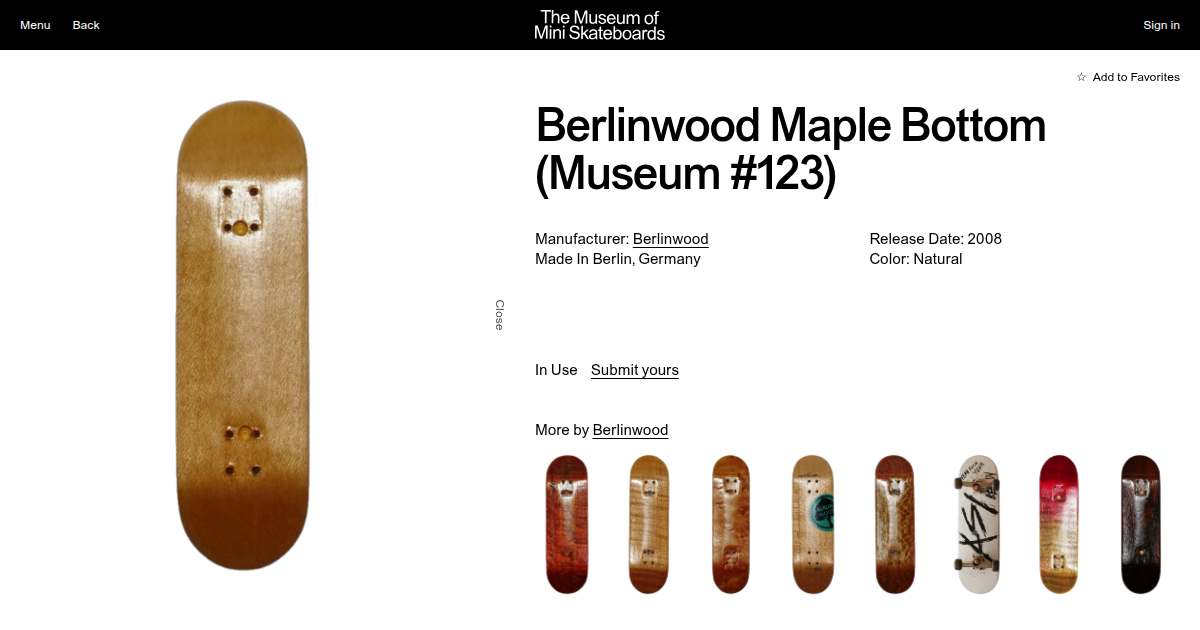 Menu
Back
The Museum of
Mini Skateboards
Sign in
☆ Add to Favorites
Berlinwood Maple Bottom
(Museum #123)
Manufacturer: Berlinwood
Made In Berlin, Germany
Release Date: 2008
Color: Natural
Close
In Use
Submit yours
More by Berlinwood